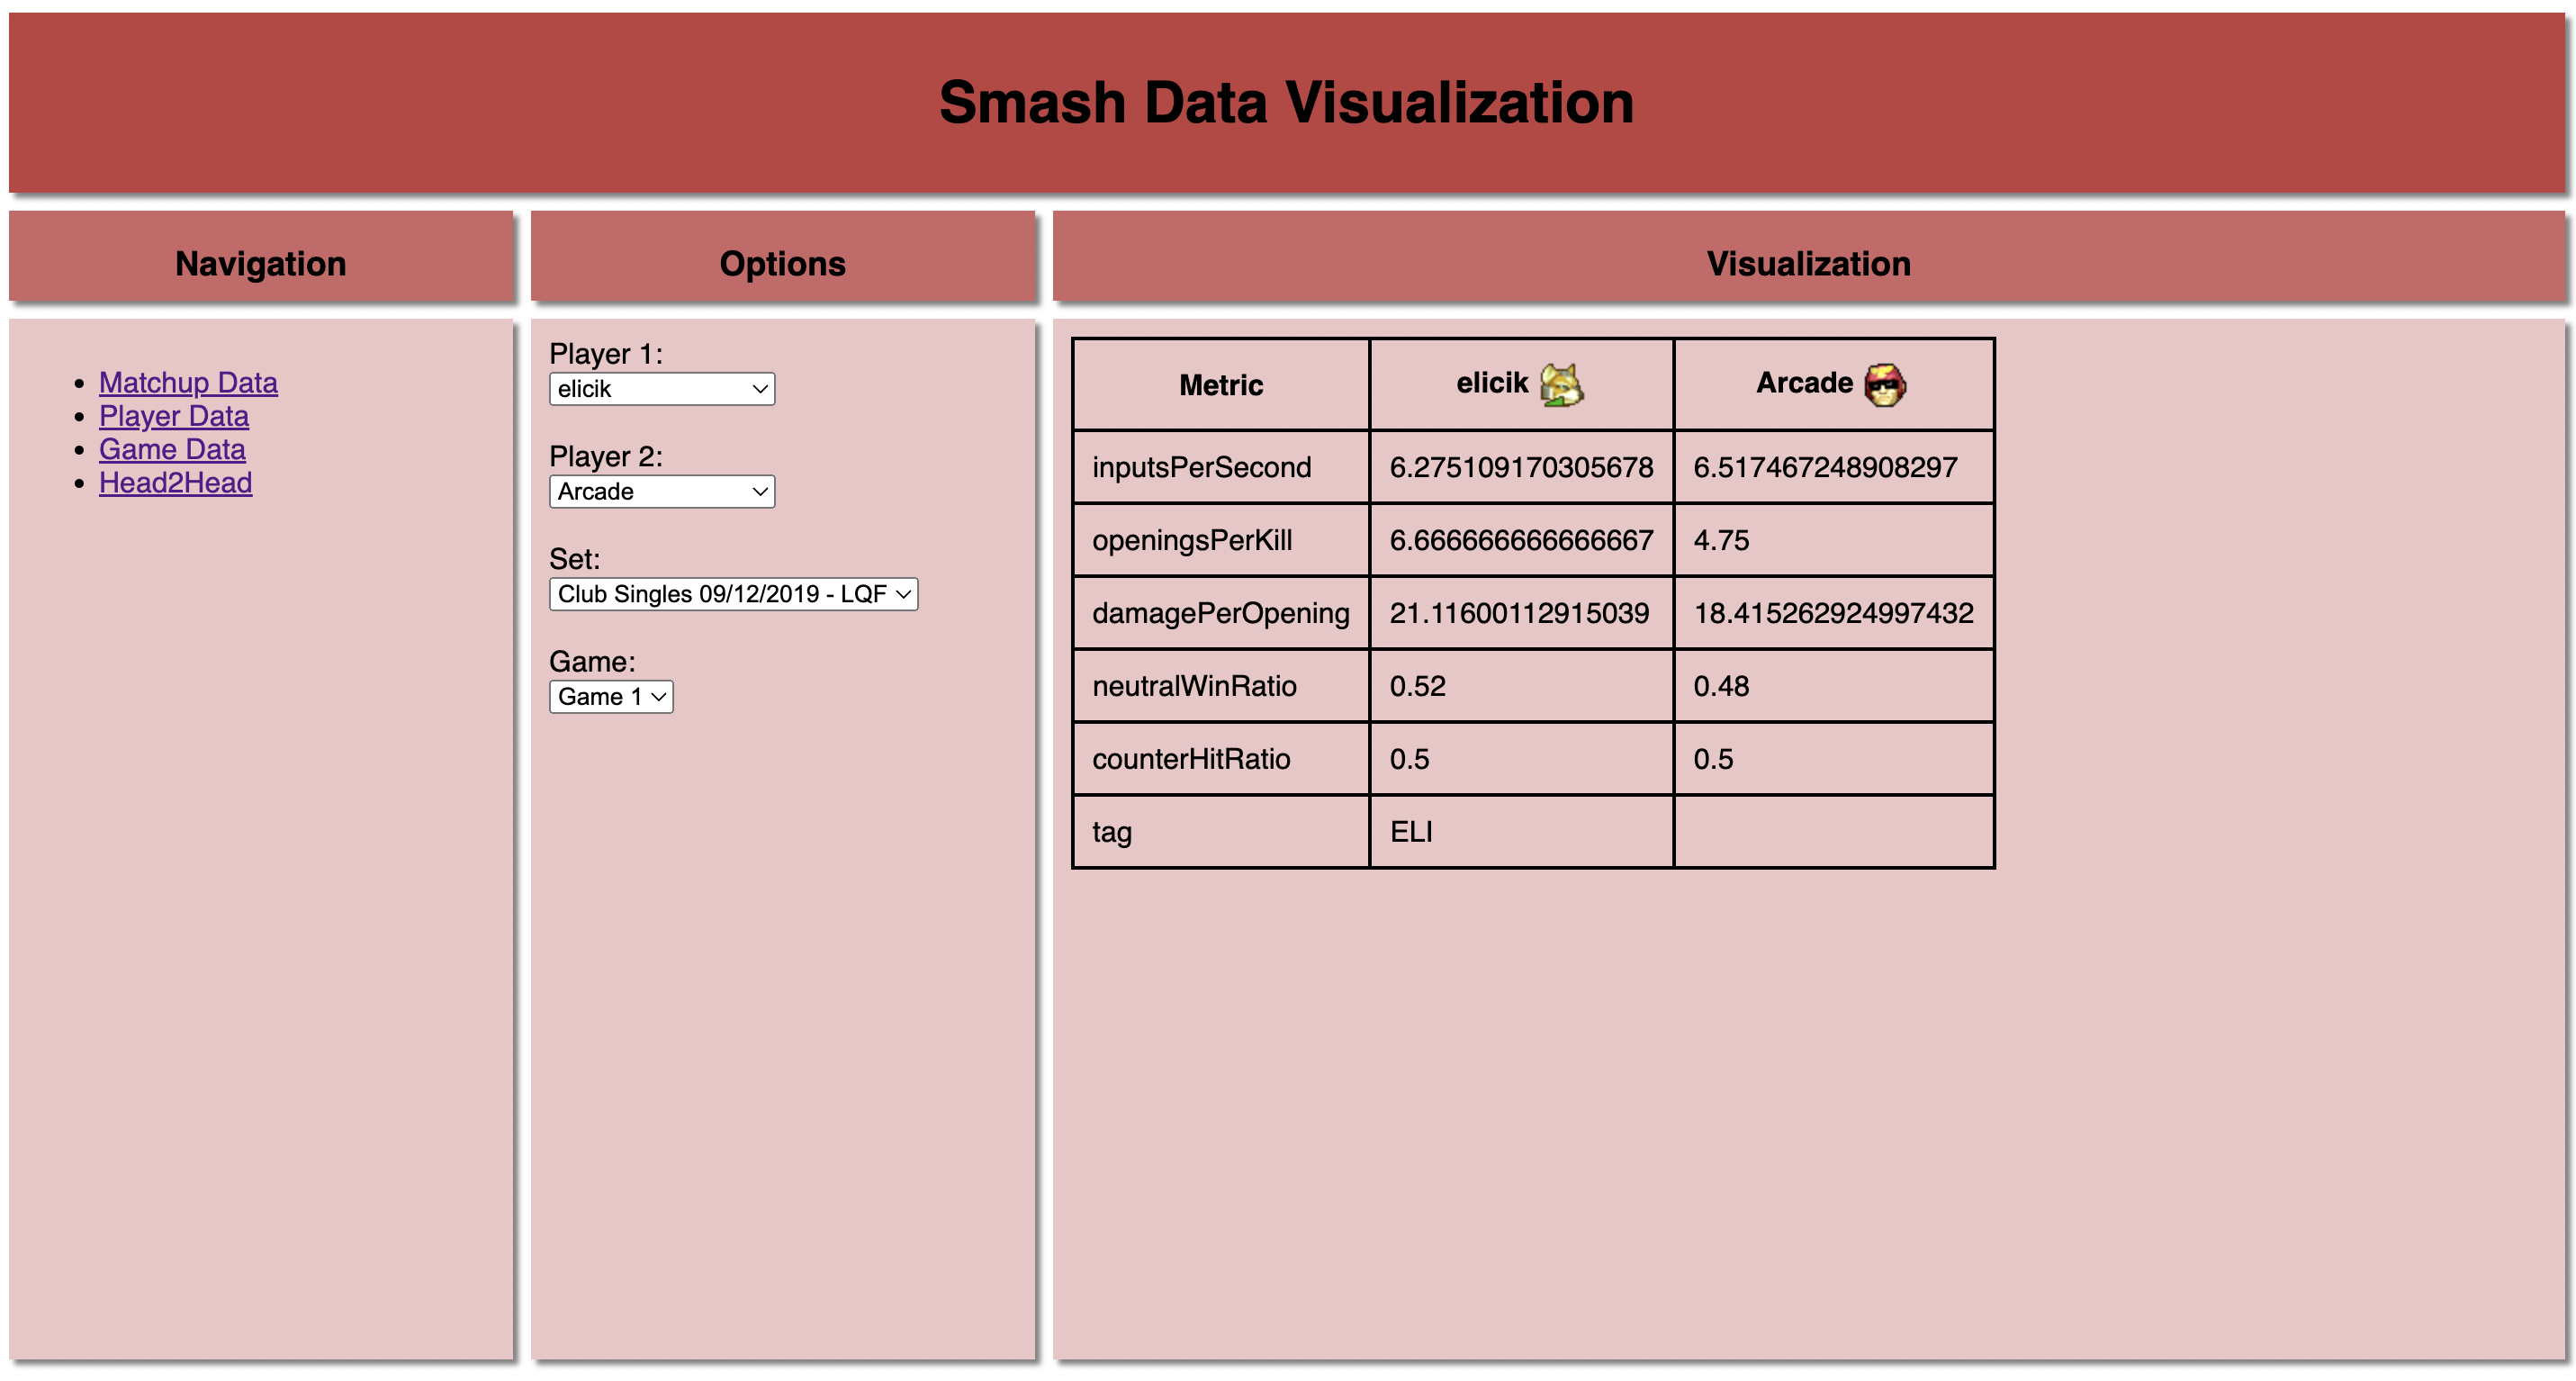 Smash Data Visualization
Navigation
Options
Visualization
Matchup Data
Player Data
Game Data
Head2Head
Player 1:
elicik
Player 2:
Arcade
Set:
Club Singles 09/12/2019 - LQF
Game:
Game 1
Metric elicik Arcade
inputsPerSecond 6.275109170305678 6.517467248908297
openingsPerKill 6.666666666666667 4.75
damagePerOpening 21.11600112915039 18.415262924997432
neutralWinRatio 0.52 0.48
counterHitRatio 0.5 0.5
tag ELI